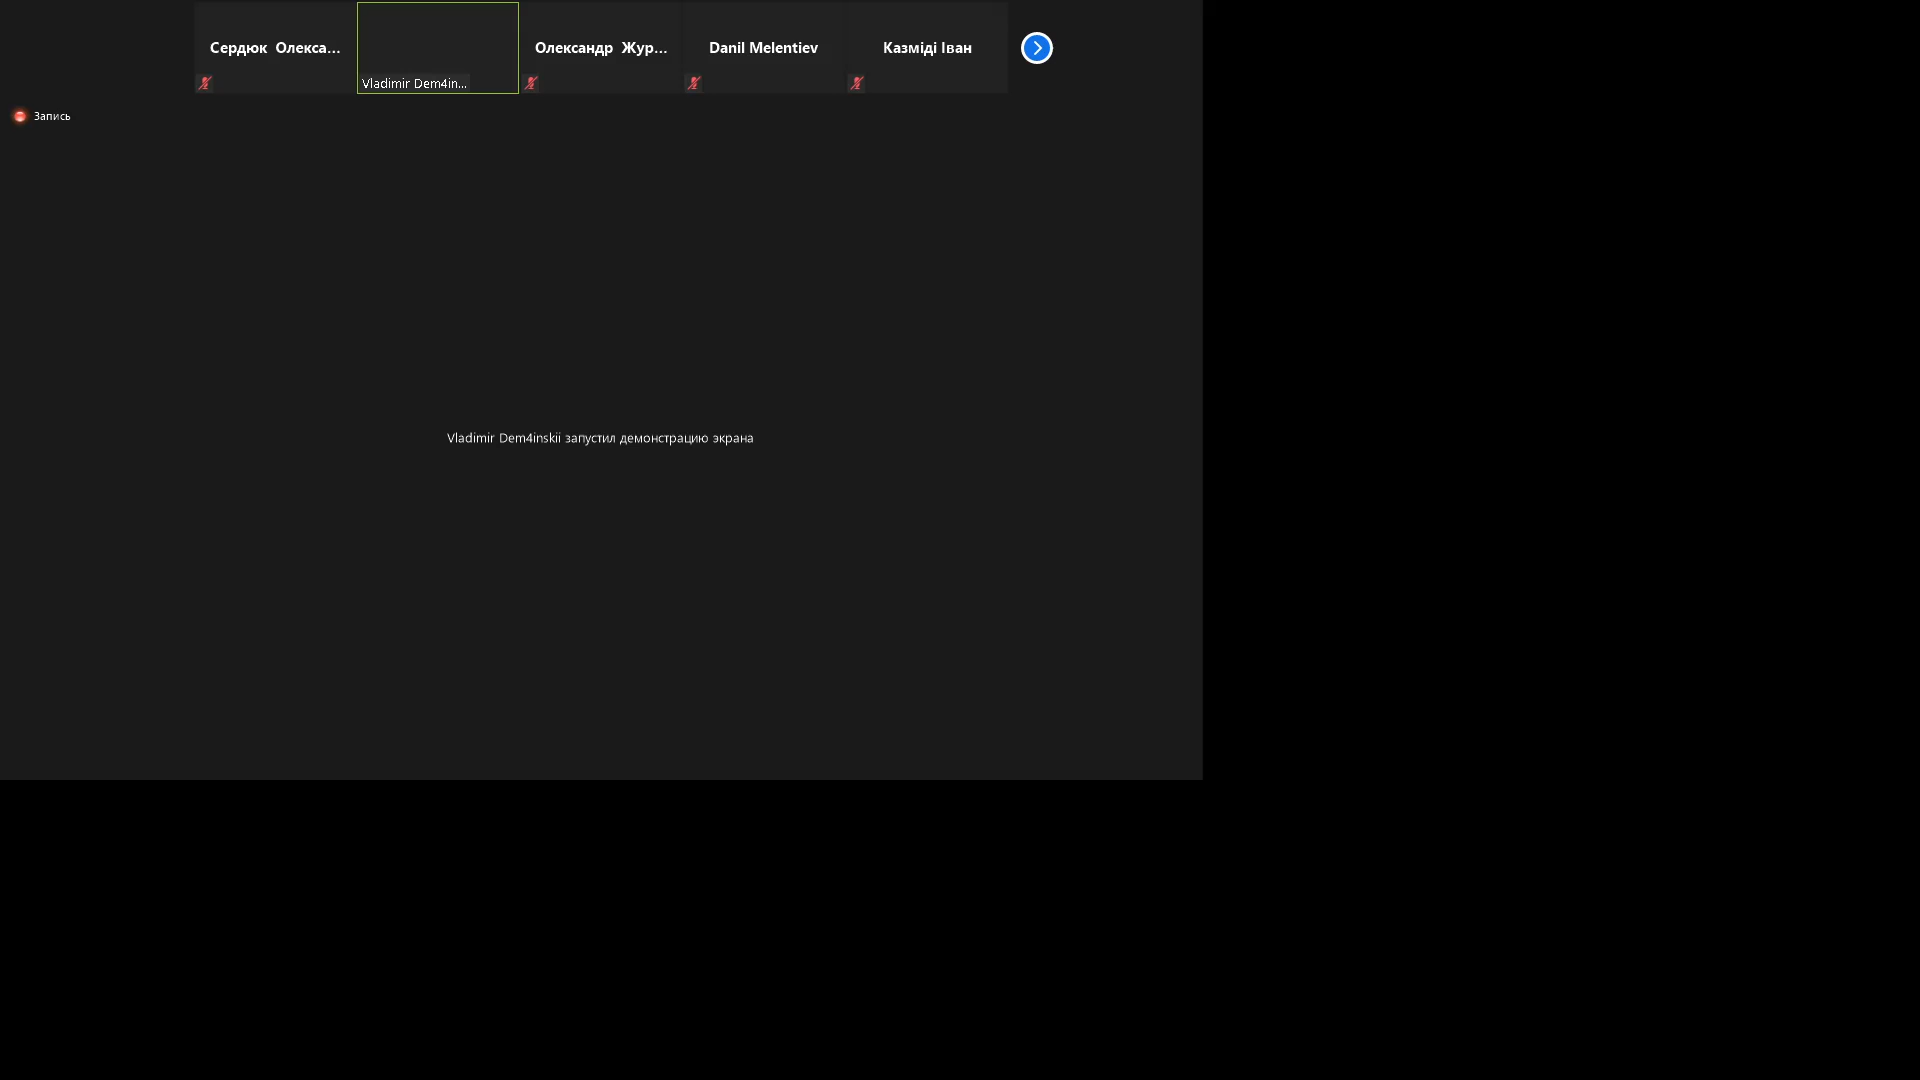 Сердюк Олекса...
Олександр Жур...
Danil Melentiev
Казміді Іван
Vladimir Dem4in...
Запись
Vladimir Dem4inskii запустил демонстрацию экрана